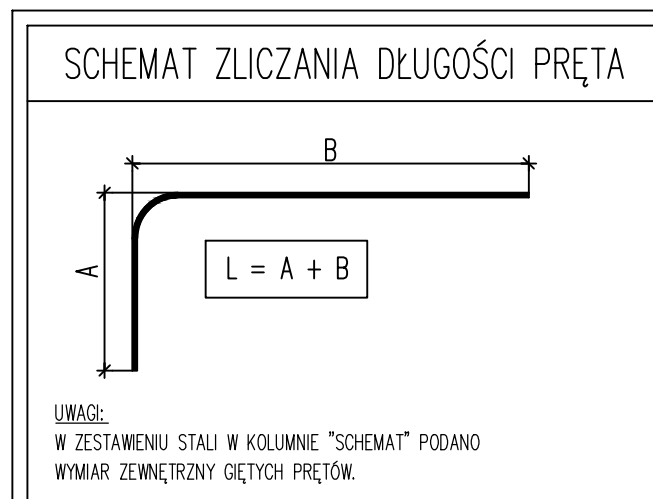 SCHEMAT ZLICZANIA DŁUGOŚCI PRĘTA
B
A
L = A + B
UWAGI:
W ZESTAWIENIU STALI W KOLUMNIE "SCHEMAT" PODANO
WYMIAR ZEWNĘTRZNY GIĘTYCH PRĘTÓW.